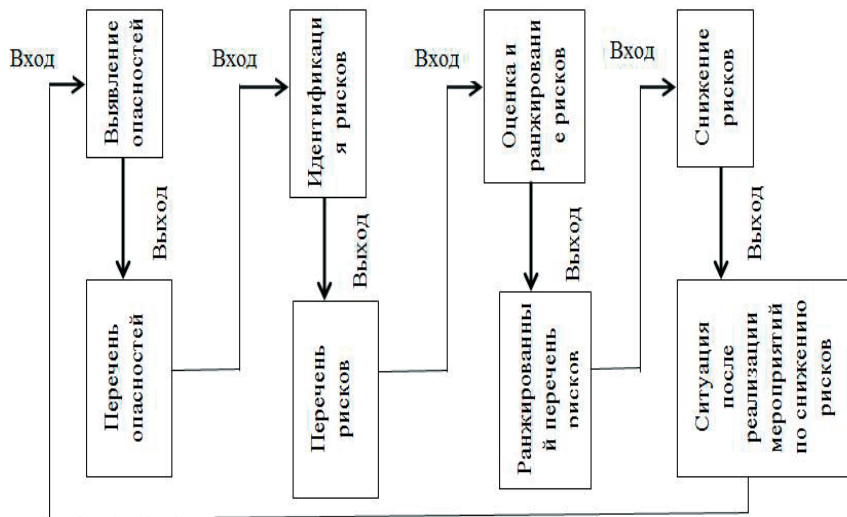 Вход
Выявление
опасностей
Выход
Перечень
опасностей
Вход
Идентификаци
я рисков
Выход
Перечень
рисков
Вход
Оценка и
ранжировани
е рисков
Выход
Ранжированны
й перечень
рисков
Вход
Снижение
рисков
Выход
Ситуация
после
реализации
мероприятий
по снижению
рисков